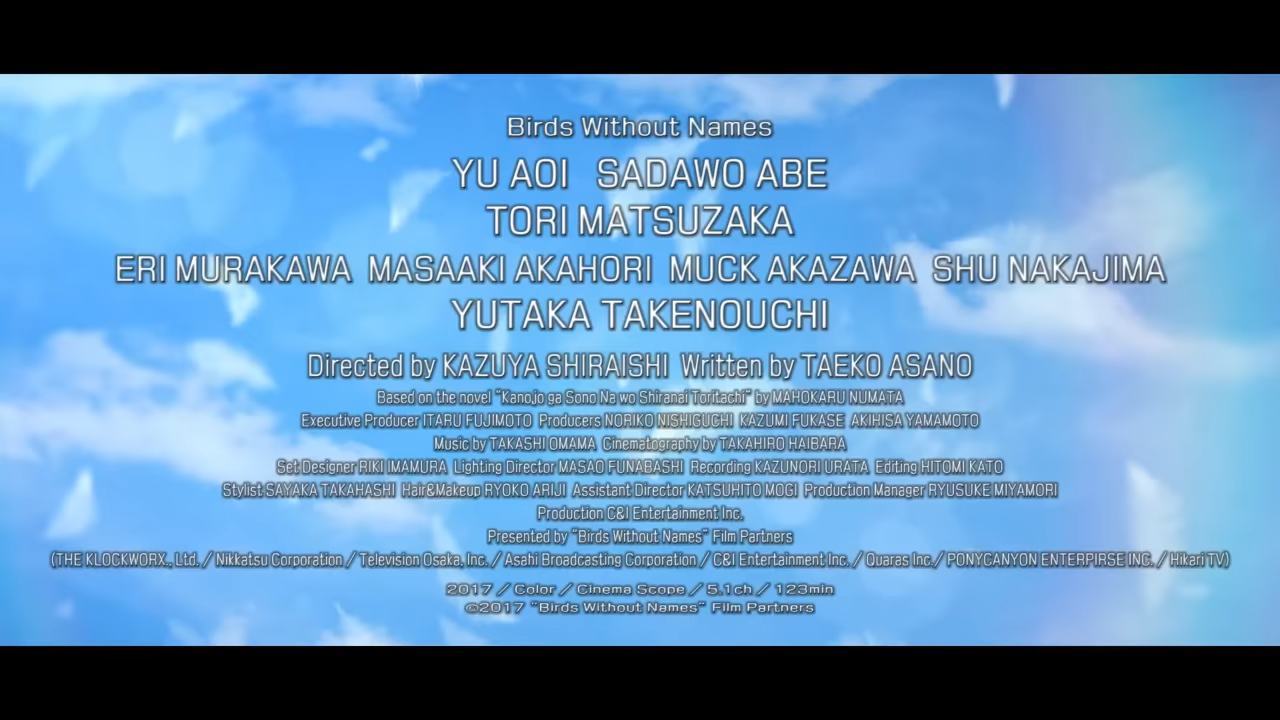 Birds Without Names
YU AOI SADAWO ABE
TORI MATSUZAKA
ERI MURAKAWA MASAAKI AKAHORI MUCK AKAZAWA SHU NAKAJIMA
YUTAKA TAKENOUCHI
Directed by KAZUYA SHIRAISHI Written by TAEKO ASANO
Based on the novel "Kanojo ga Sono Na wo Shiranai Toritachi" by MAHOKARU NUMATA
Executive Producer ITARU FUJIMOTO Producers NORIKO NISHIGUCHI KAZUMI FUKASE AKIHISA YAMAMOTO
Music by TAKASHI OMAMA Cinematography by TAKAHIRO HAIBARA
Set Designer RIKI IMAMURA Lighting Director MASAO FUNABASHI Recording KAZUNORI URATA Editing HITOMI KATO
Stylist SAYAKA TAKAHASHI Hair&Makeup RYOKO ARIJI Assistant Director KATSUHITO MOGI Production Manager RYUSUKE MIYAMORI
Production C&I Entertainment Inc.
Presented by "Birds Without Names" Film Partners
(THE KLOCKWORX., Ltd. / Nikkatsu Corporation / Television Osaka, Inc. / Asahi Broadcasting Corporation / C&I Entertainment Inc. / Quaras Inc. / PONYCANYON ENTERPIRSE INC. / Hikari TV)
2017 / Color / Cinema Scope / 5.1ch / 123min
©2017 "Birds Without Names" Film Partners